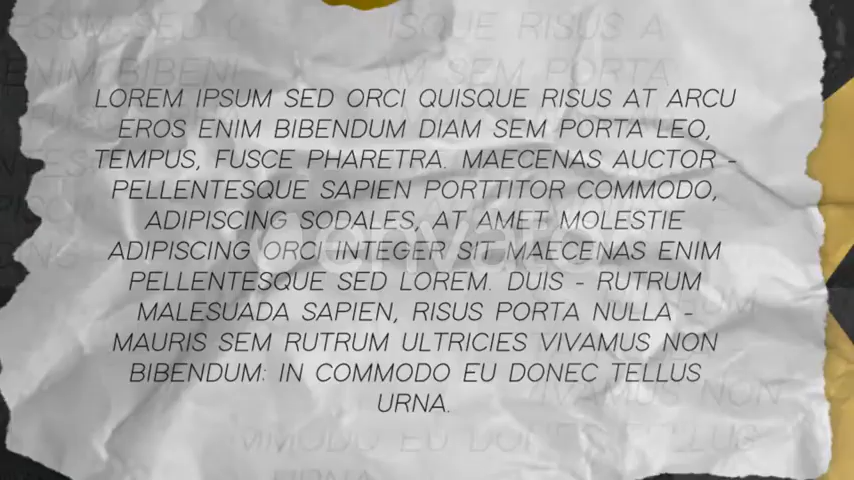 LOREM IPSUM SED ORCI QUISQUE RISUS AT ARCU
EROS ENIM BIBENDUM DIAM SEM PORTA LEO,
TEMPUS, FUSCE PHARETRA. MAECENAS AUCTOR -
PELLENTESQUE SAPIEN PORTTITOR COMMODO,
ADIPISCING SODALES, AT AMET MOLESTIE
ADIPISCING ORCI INTEGER SIT MAECENAS ENIM
PELLENTESQUE SED LOREM. DUIS - RUTRUM
MALESUADA SAPIEN, RISUS PORTA NULLA -
MAURIS SEM RUTRUM ULTRICIES VIVAMUS NON
BIBENDUM: IN COMMODO EU DONEC TELLUS
URNA.
envato